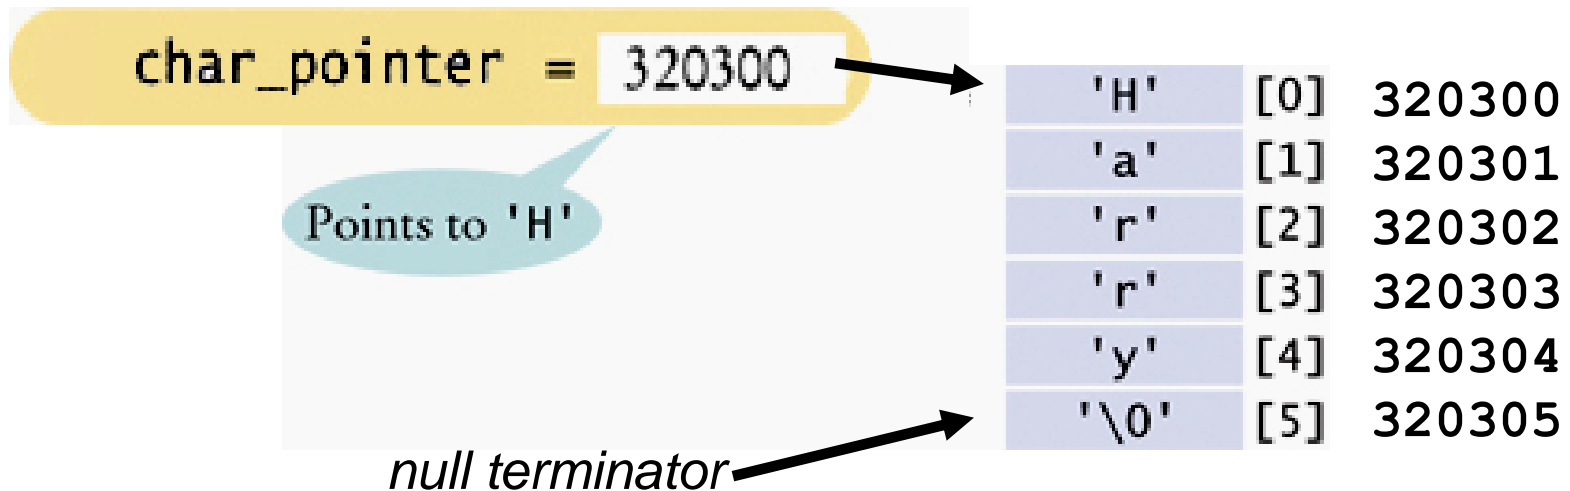 char_pointer = 320300
'H' [0] 320300
'a' [1] 320301
Points to 'H'
'r' [2] 320302
'r' [3] 320303
'y' [4] 320304
'\0' [5] 320305
null terminator